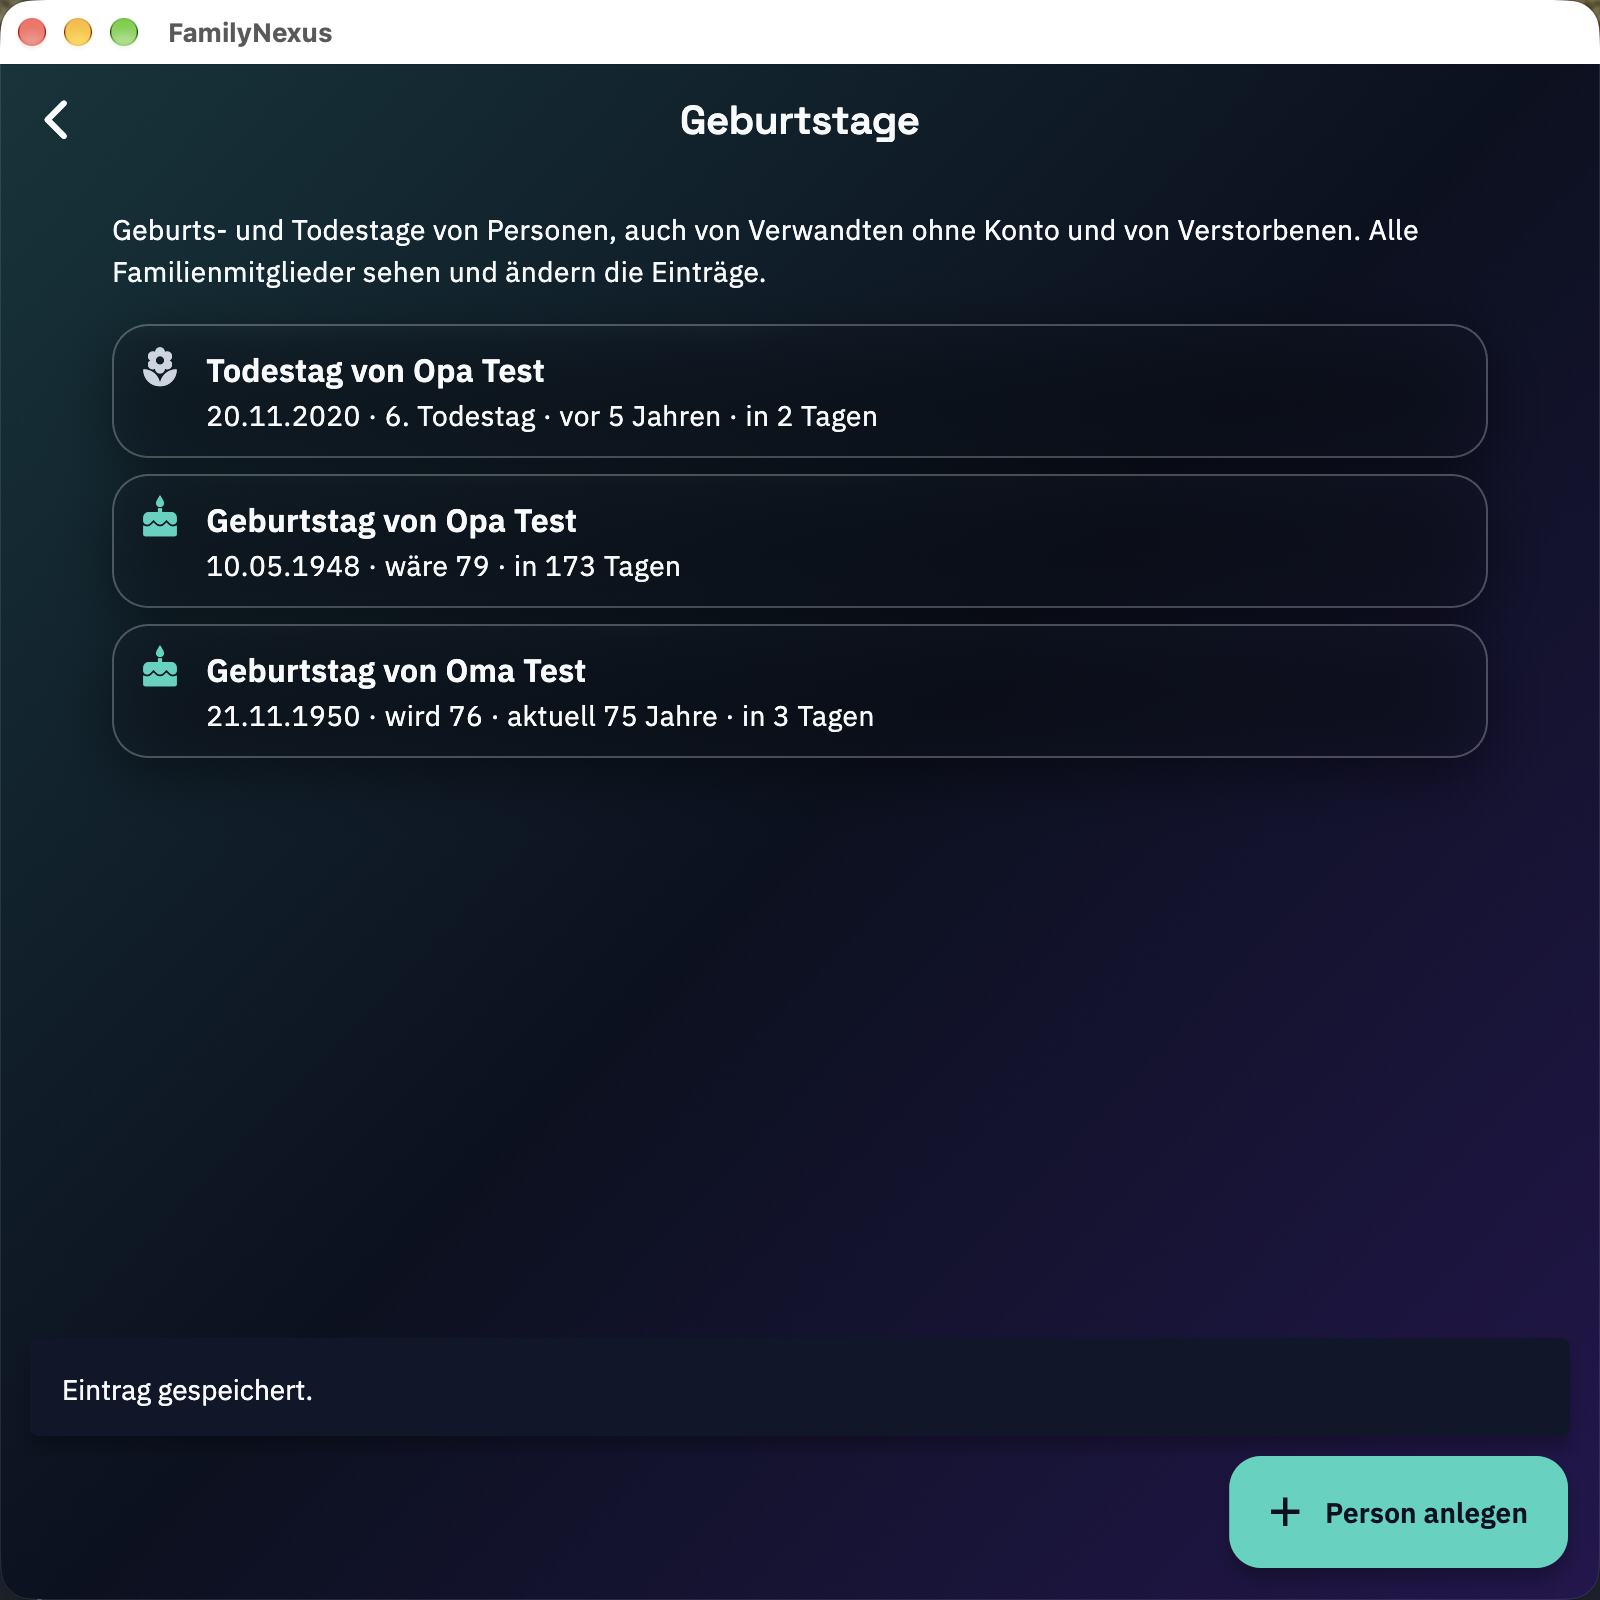 FamilyNexus
Geburtstage
Geburts- und Todestage von Personen, auch von Verwandten ohne Konto und von Verstorbenen. Alle
Familienmitglieder sehen und ändern die Einträge.
Todestag von Opa Test
20.11.2020 · 6. Todestag · vor 5 Jahren · in 2 Tagen
Geburtstag von Opa Test
10.05.1948 · wäre 79 · in 173 Tagen
Geburtstag von Oma Test
21.11.1950 · wird 76 · aktuell 75 Jahre · in 3 Tagen
Eintrag gespeichert.
Person anlegen